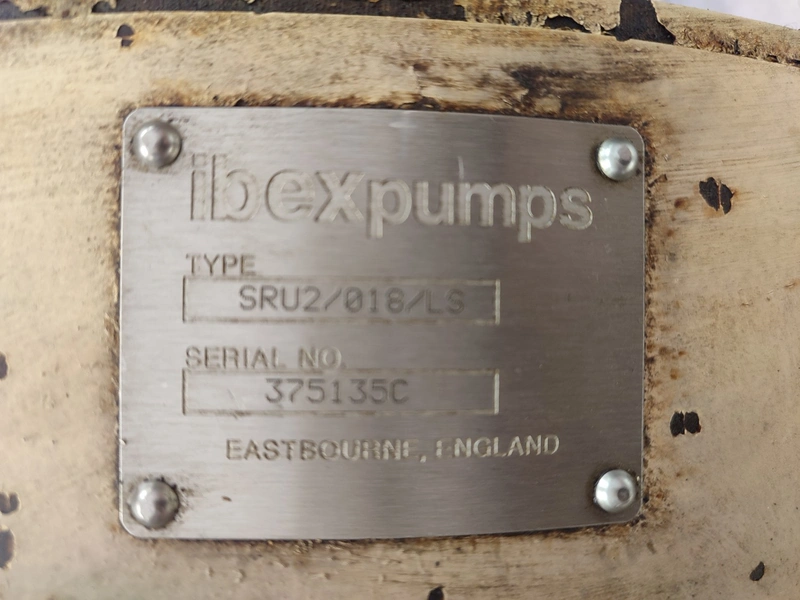 ibexpumps
TYPE
SRU2/018/LS
SERIAL NO.
375135C
EASTBOURNE, ENGLAND